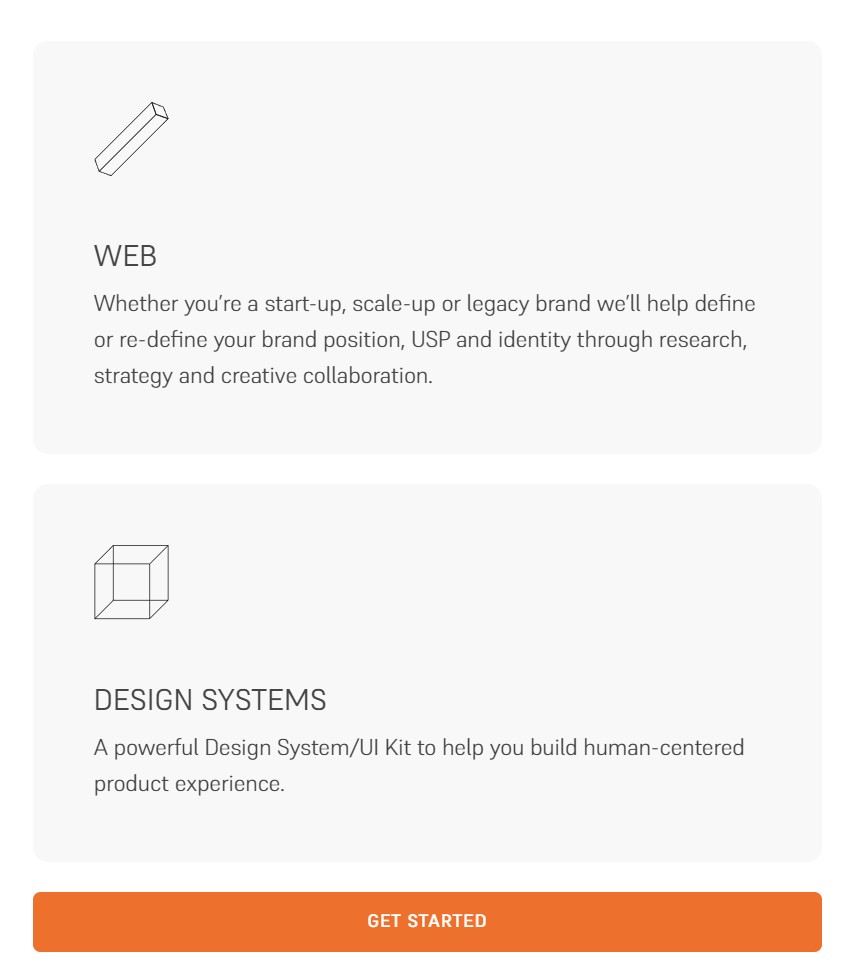 WEB
Whether you’re a start-up, scale-up or legacy brand we’ll help define
or re-define your brand position, USP and identity through research,
strategy and creative collaboration.
DESIGN SYSTEMS
A powerful Design System/UI Kit to help you build human-centered
product experience.
GET STARTED